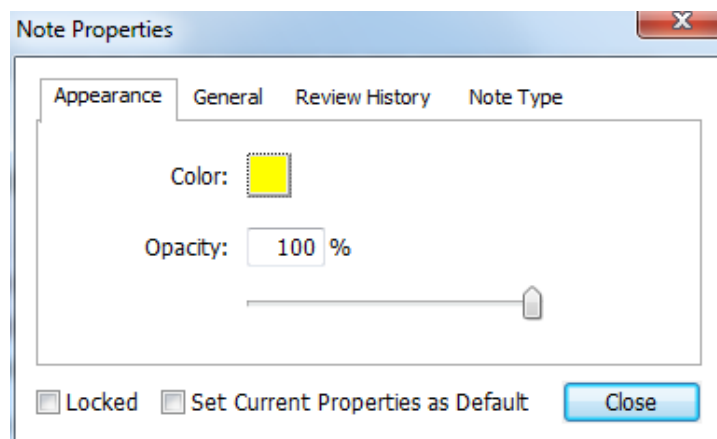 Note Properties
Appearance General Review History Note Type
Color:
Opacity: 100 %
Locked Set Current Properties as Default Close